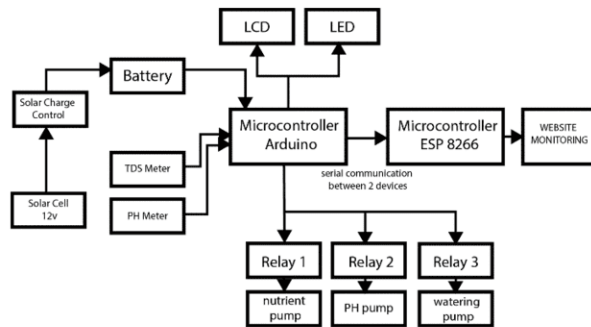 LCD
LED
Battery
Solar Charge
Control
Microcontroller
Arduino
Microcontroller
ESP 8266
WEBSITE
MONITORING
TDS Meter
serial communication
between 2 devices
Solar Cell
12v
PH Meter
Relay 1
Relay 2
Relay 3
nutrient
pump
PH pump
watering
pump